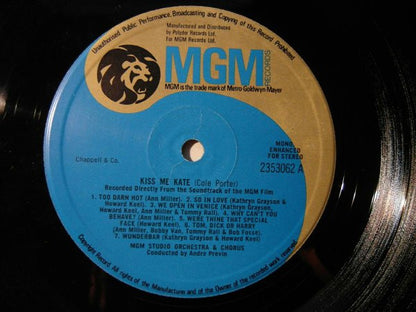 Unauthorised Public Performance, Broadcasting and Copying of this Record Prohibited.
Manufactured and Distributed
by Polydor Records Ltd.
For MGM Records Ltd.
MGM RECORDS
MGM is the trade mark of Metro Goldwyn Mayer
MONO
ENHANCED
FOR STEREO
2353062 A
Chappell & Co.
KISS ME KATE (Cole Porter)
Recorded Directly From the Soundtrack of the MGM Film
1. TOO DARN HOT (Ann Miller) 2. SO IN LOVE (Kathryn Grayson &
Howard Keel) 3. WE OPEN IN VENICE (Kathryn Grayson,
Howard Keel, Ann Miller & Tommy Rall) 4. WHY CAN'T YOU
BEHAVE? (Ann Miller) 5. WERE THINE THAT SPECIAL
FACE (Howard Keel) 6. TOM, DICK OR HARRY
(Ann Miller, Bobby Van, Tommy Rall & Bob Fosse)
7. WUNDERBAR (Kathryn Grayson & Howard Keel)
MGM STUDIO ORCHESTRA & CHORUS
Conducted by André Previn
Copyright Record. All rights of the Manufacturer and of the Owner of the recorded work reserved.